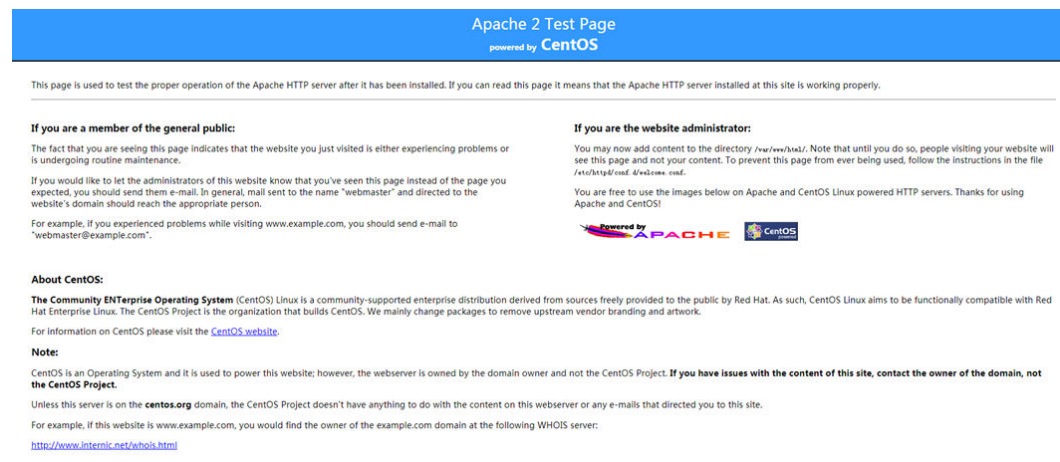 Apache 2 Test Page
powered by CentOS
This page is used to test the proper operation of the Apache HTTP server after it has been installed. If you can read this page it means that the Apache HTTP server installed at this site is working properly.
If you are a member of the general public:
The fact that you are seeing this page indicates that the website you just visited is either experiencing problems or
is undergoing routine maintenance.
If you would like to let the administrators of this website know that you've seen this page instead of the page you
expected, you should send them e-mail. In general, mail sent to the name "webmaster" and directed to the
website's domain should reach the appropriate person.
For example, if you experienced problems while visiting www.example.com, you should send e-mail to
"webmaster@example.com".
If you are the website administrator:
You may now add content to the directory /var/www/html/. Note that until you do so, people visiting your website will
see this page and not your content. To prevent this page from ever being used, follow the instructions in the file
/etc/httpd/conf.d/welcome.conf.
You are free to use the images below on Apache and CentOS Linux powered HTTP servers. Thanks for using
Apache and CentOS!
Powered by
APACHE
CentOS
powered
About CentOS:
The Community ENTerprise Operating System (CentOS) Linux is a community-supported enterprise distribution derived from sources freely provided to the public by Red Hat. As such, CentOS Linux aims to be functionally compatible with Red
Hat Enterprise Linux. The CentOS Project is the organization that builds CentOS. We mainly change packages to remove upstream vendor branding and artwork.
For information on CentOS please visit the CentOS website.
Note:
CentOS is an Operating System and it is used to power this website; however, the webserver is owned by the domain owner and not the CentOS Project. If you have issues with the content of this site, contact the owner of the domain, not
the CentOS Project.
Unless this server is on the centos.org domain, the CentOS Project doesn't have anything to do with the content on this webserver or any e-mails that directed you to this site.
For example, if this website is www.example.com, you would find the owner of the example.com domain at the following WHOIS server:
http://www.internic.net/whois.html